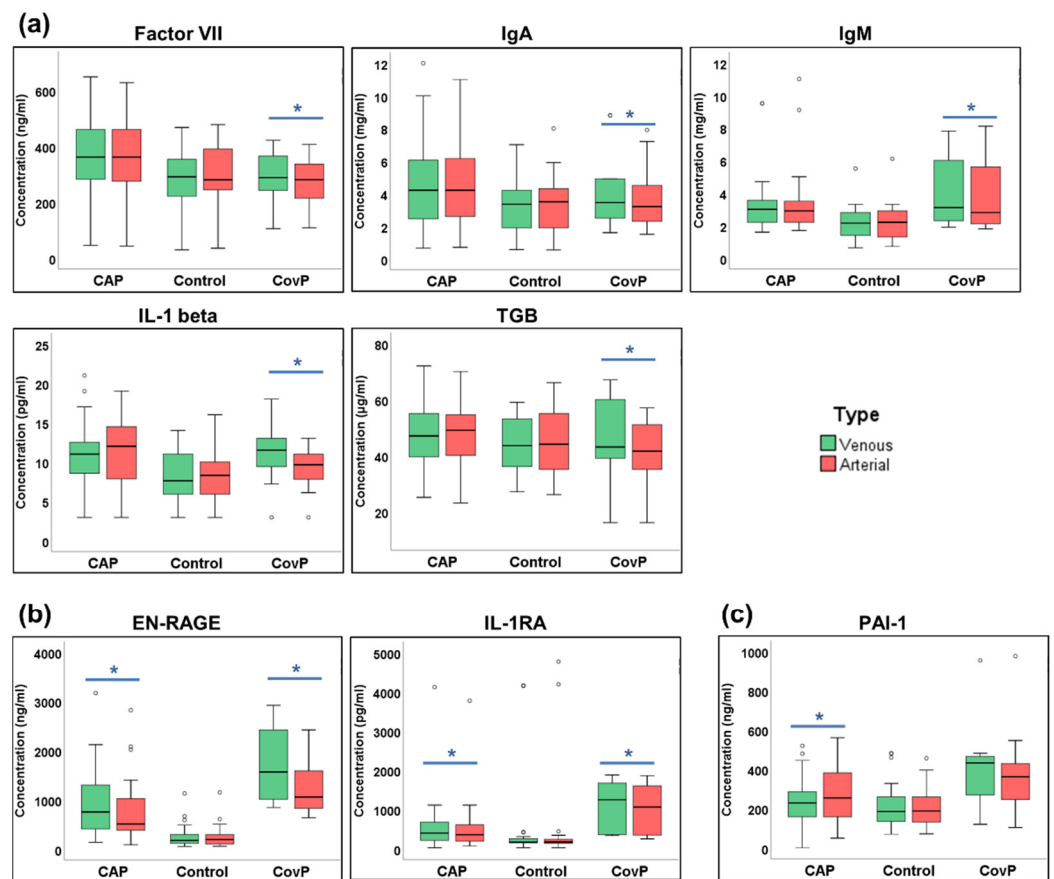 (a)
Factor VII
Concentration (ng/ml)
600
400
200
0
*
CAP Control CovP
IgA
Concentration (mg/ml)
12
10
8
6
4
2
0
*
CAP Control CovP
IgM
Concentration (mg/ml)
12
10
8
6
4
2
0
*
CAP Control CovP
IL-1 beta
Concentration (pg/ml)
25
20
15
10
5
0
*
CAP Control CovP
TGB
Concentration (µg/ml)
80
60
40
20
*
CAP Control CovP
Type
Venous
Arterial
(b)
EN-RAGE
Concentration (ng/ml)
4000
3000
2000
1000
0
* *
CAP Control CovP
IL-1RA
Concentration (pg/ml)
5000
4000
3000
2000
1000
0
* *
CAP Control CovP
(c)
PAI-1
Concentration (ng/ml)
1000
800
600
400
200
0
*
CAP Control CovP